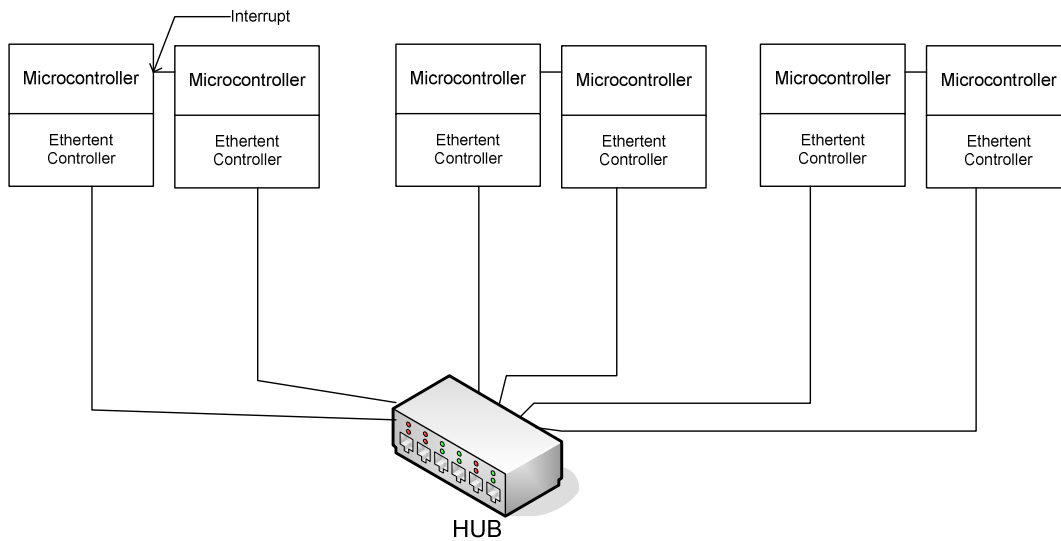 Interrupt
Microcontroller
Microcontroller
Microcontroller
Microcontroller
Microcontroller
Microcontroller
Ethertent
Controller
Ethertent
Controller
Ethertent
Controller
Ethertent
Controller
Ethertent
Controller
Ethertent
Controller
HUB